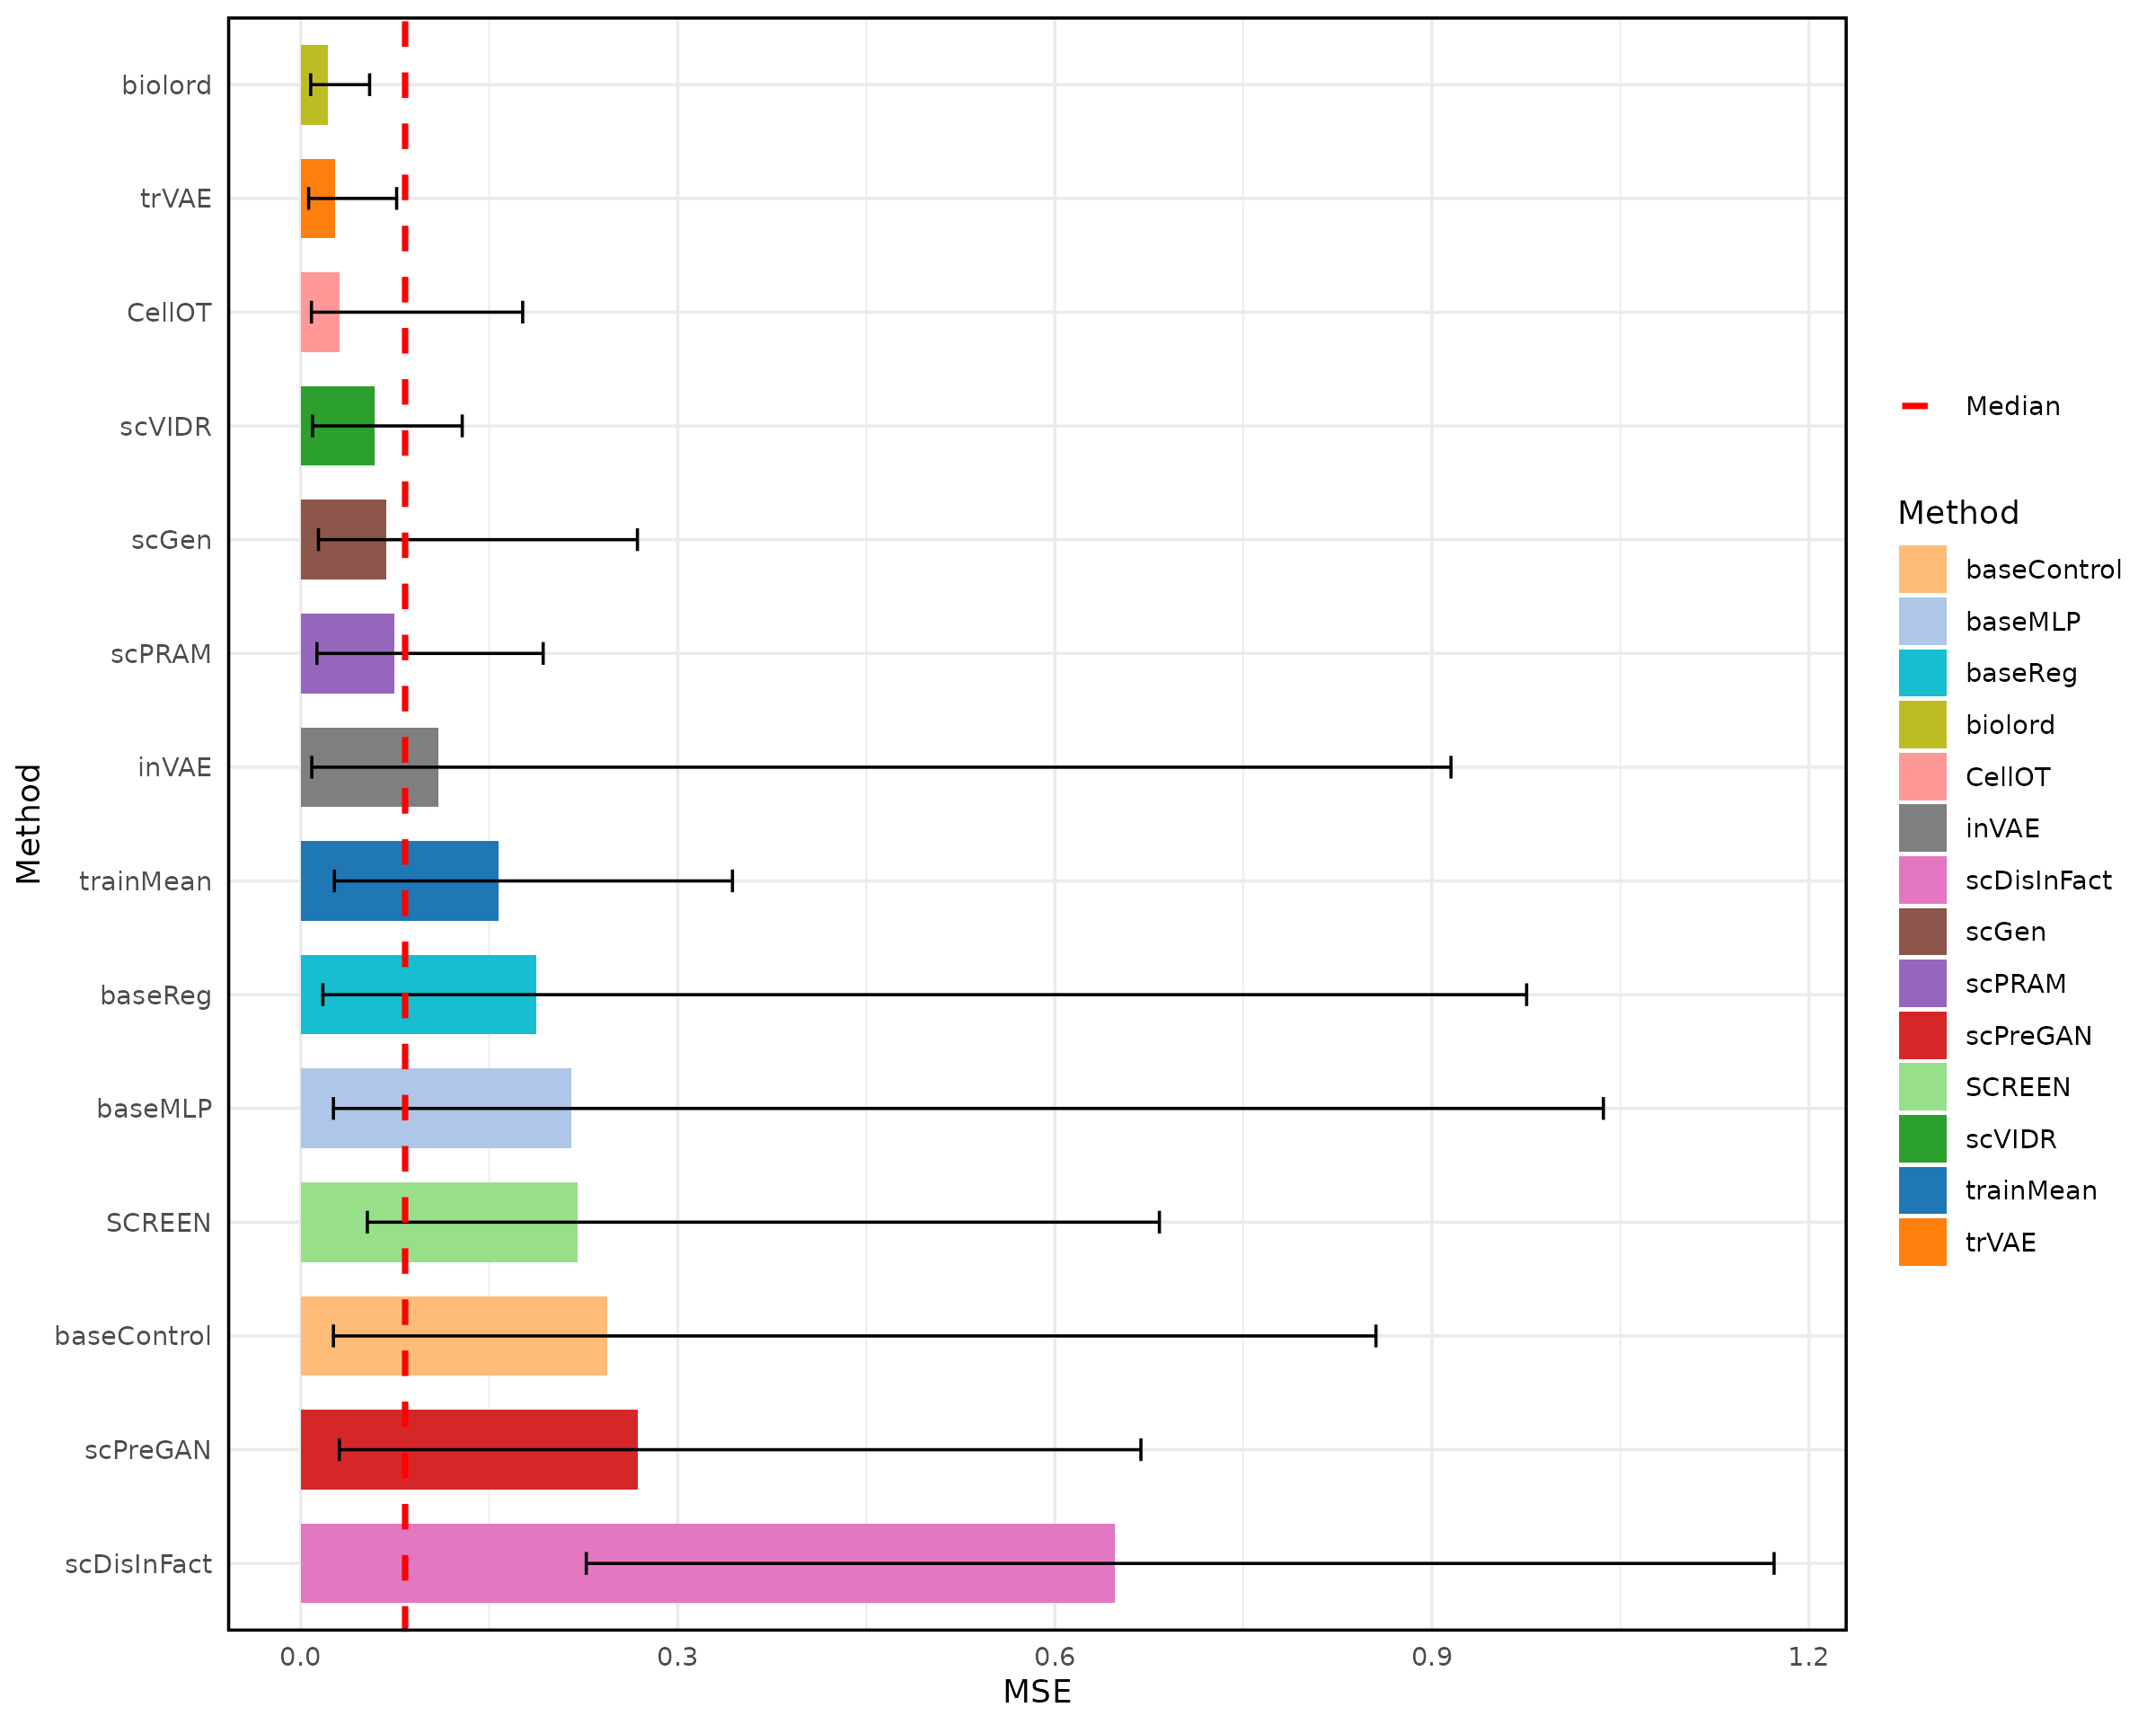 Method
biolord
trVAE
CellOT
scVIDR
scGen
scPRAM
inVAE
trainMean
baseReg
baseMLP
SCREEN
baseControl
scPreGAN
scDisInFact
0.0 0.3 0.6 0.9 1.2
MSE
Median
Method
baseControl
baseMLP
baseReg
biolord
CellOT
inVAE
scDisInFact
scGen
scPRAM
scPreGAN
SCREEN
scVIDR
trainMean
trVAE